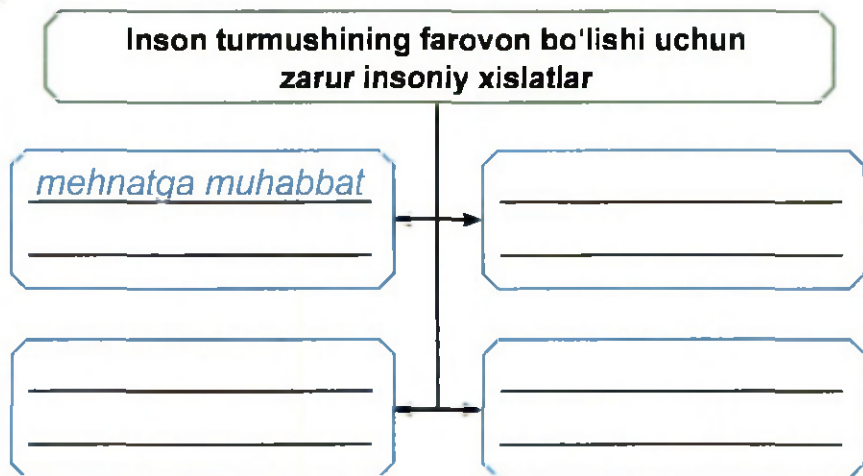 Inson turmushining farovon bo‘lishi uchun
zarur insoniy xislatlar
mehnatga muhabbat